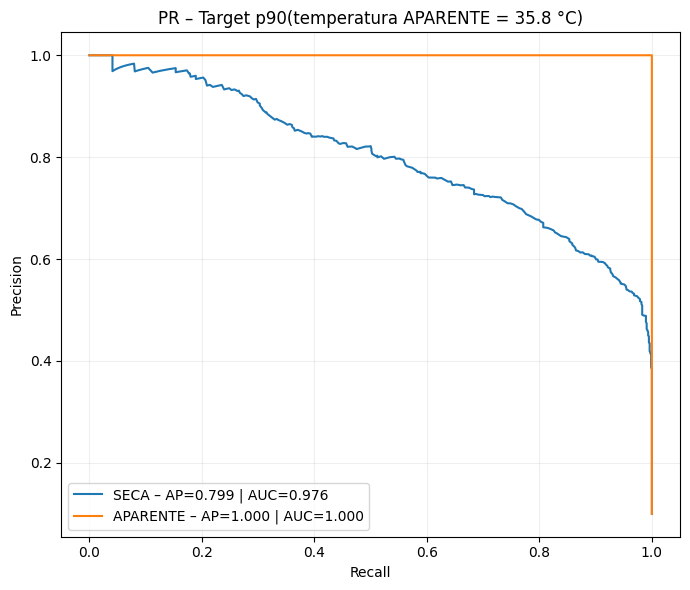 PR – Target p90(temperatura APARENTE = 35.8 °C)
1.0
0.8
0.6
0.4
0.2
Precision
SECA – AP=0.799 | AUC=0.976
APARENTE – AP=1.000 | AUC=1.000
0.0 0.2 0.4 0.6 0.8 1.0
Recall